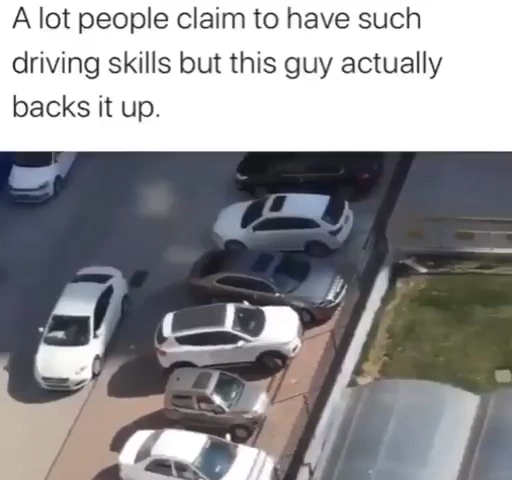 A lot people claim to have such
driving skills but this guy actually
backs it up.